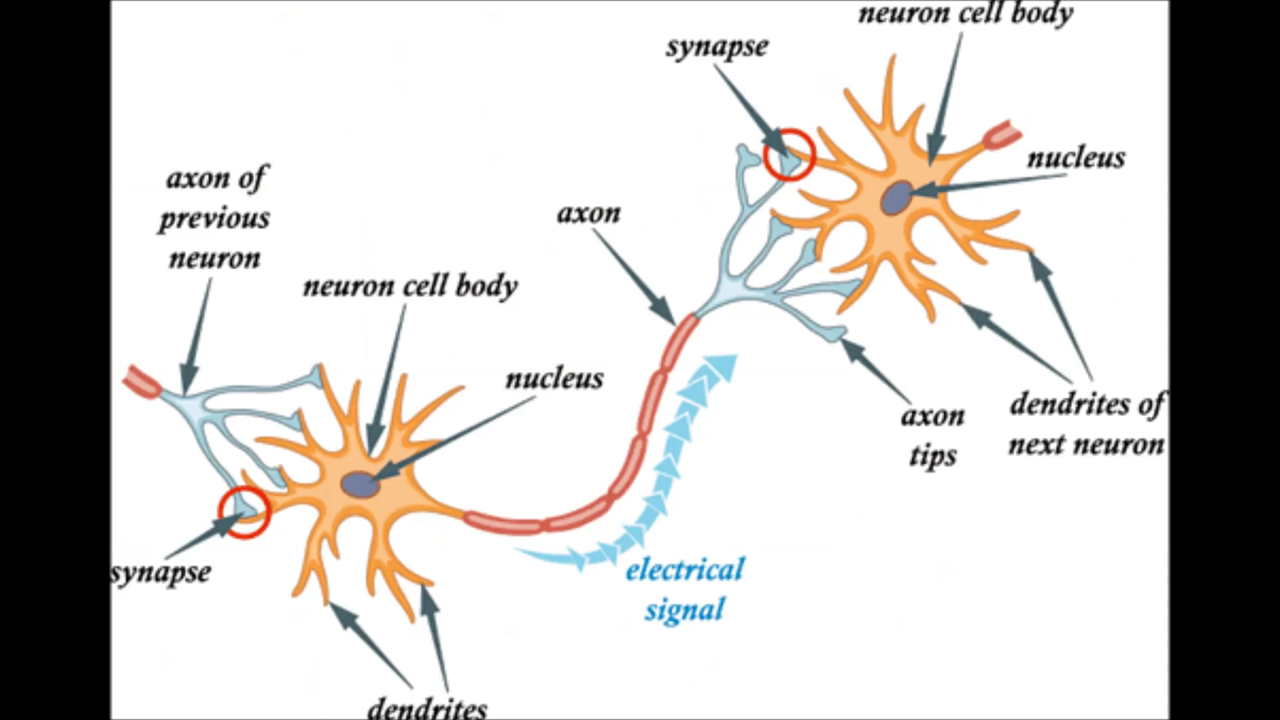 neuron cell body
synapse
nucleus
axon of
previous
neuron
axon
neuron cell body
nucleus
axon
tips
dendrites of
next neuron
electrical
signal
synapse
dendrites